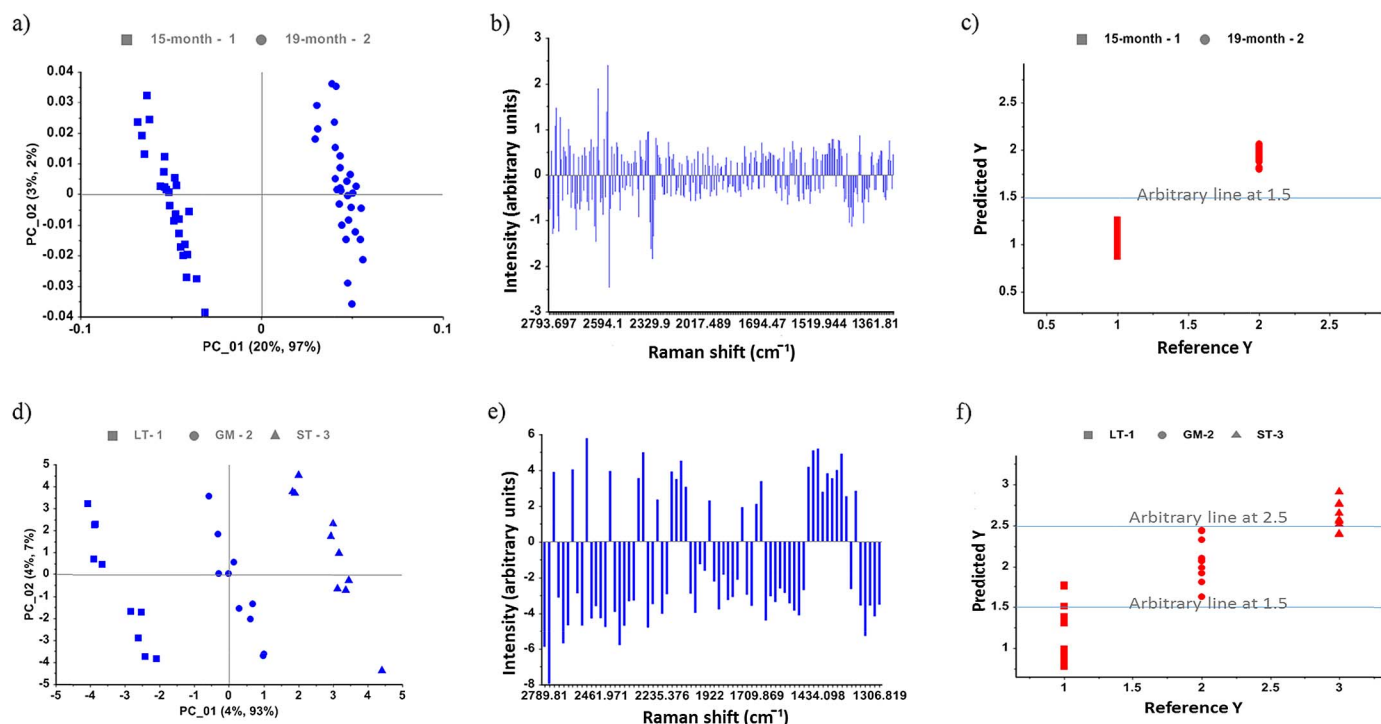 a)
15-month - 1 19-month - 2
0.04
0.03
0.02
0.01
0
-0.01
-0.02
-0.03
-0.04
PC_02 (3%, 2%)
-0.1 0 0.1
PC_01 (20%, 97%)
b)
3
2
1
0
-1
-2
-3
Intensity (arbitrary units)
2793.697 2594.1 2329.9 2017.489 1694.47 1519.944 1361.81
Raman shift (cm⁻¹)
c)
15-month - 1 19-month - 2
2.5
2
1.5
1
0.5
Predicted Y
Arbitrary line at 1.5
0.5 1 1.5 2 2.5
Reference Y
d)
LT- 1 GM - 2 ST - 3
5
4
3
2
1
0
-1
-2
-3
-4
-5
PC_02 (4%, 7%)
-5 -4 -3 -2 -1 0 1 2 3 4 5
PC_01 (4%, 93%)
e)
6
4
2
0
-2
-4
-6
-8
Intensity (arbitrary units)
2789.81 2461.971 2235.376 1922 1709.869 1434.098 1306.819
Raman shift (cm⁻¹)
f)
LT-1 GM-2 ST-3
3
2.5
2
1.5
1
Predicted Y
Arbitrary line at 2.5
Arbitrary line at 1.5
1 1.5 2 2.5 3
Reference Y